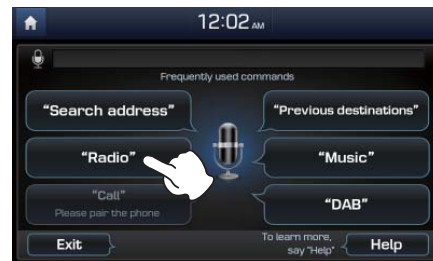 12:02 AM
Frequently used commands
"Search address"
"Previous destinations"
"Radio"
"Music"
"Call"
Please pair the phone
"DAB"
Exit
To learn more,
say "Help"
Help